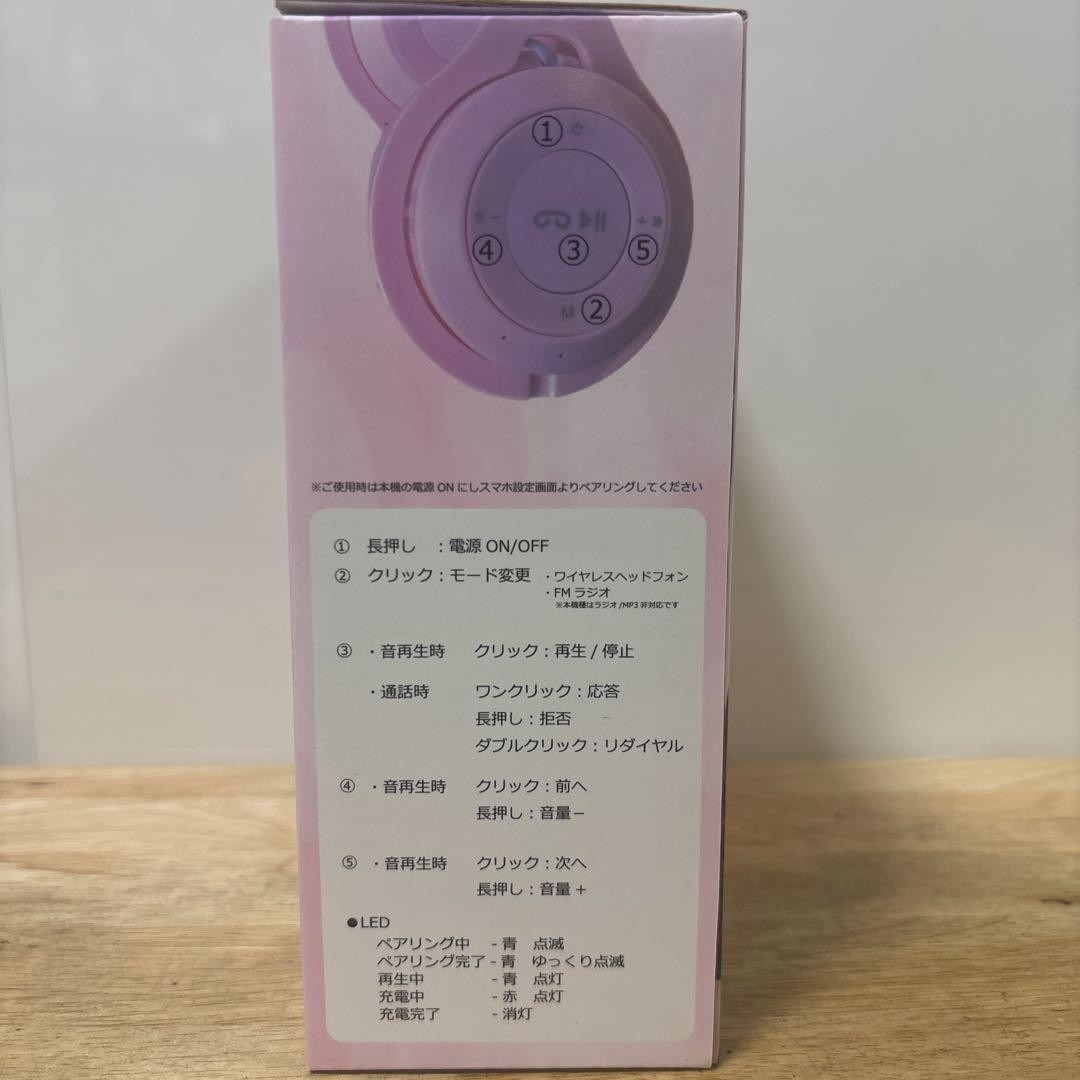 ①
④
③
⑤
M ②
※ご使用時は本機の電源 ON にしスマホ設定画面よりペアリングしてください
① 長押し ：電源 ON/OFF
② クリック：モード変更 ・ワイヤレスヘッドフォン
・FM ラジオ
※本機種はラジオ/MP3 非対応です
③ ・音再生時 クリック：再生 / 停止
・通話時 ワンクリック：応答
長押し：拒否
ダブルクリック：リダイヤル
④ ・音再生時 クリック：前へ
長押し：音量－
⑤ ・音再生時 クリック：次へ
長押し：音量 +
●LED
ペアリング中 - 青 点滅
ペアリング完了 - 青 ゆっくり点滅
再生中 - 青 点灯
充電中 - 赤 点灯
充電完了 - 消灯